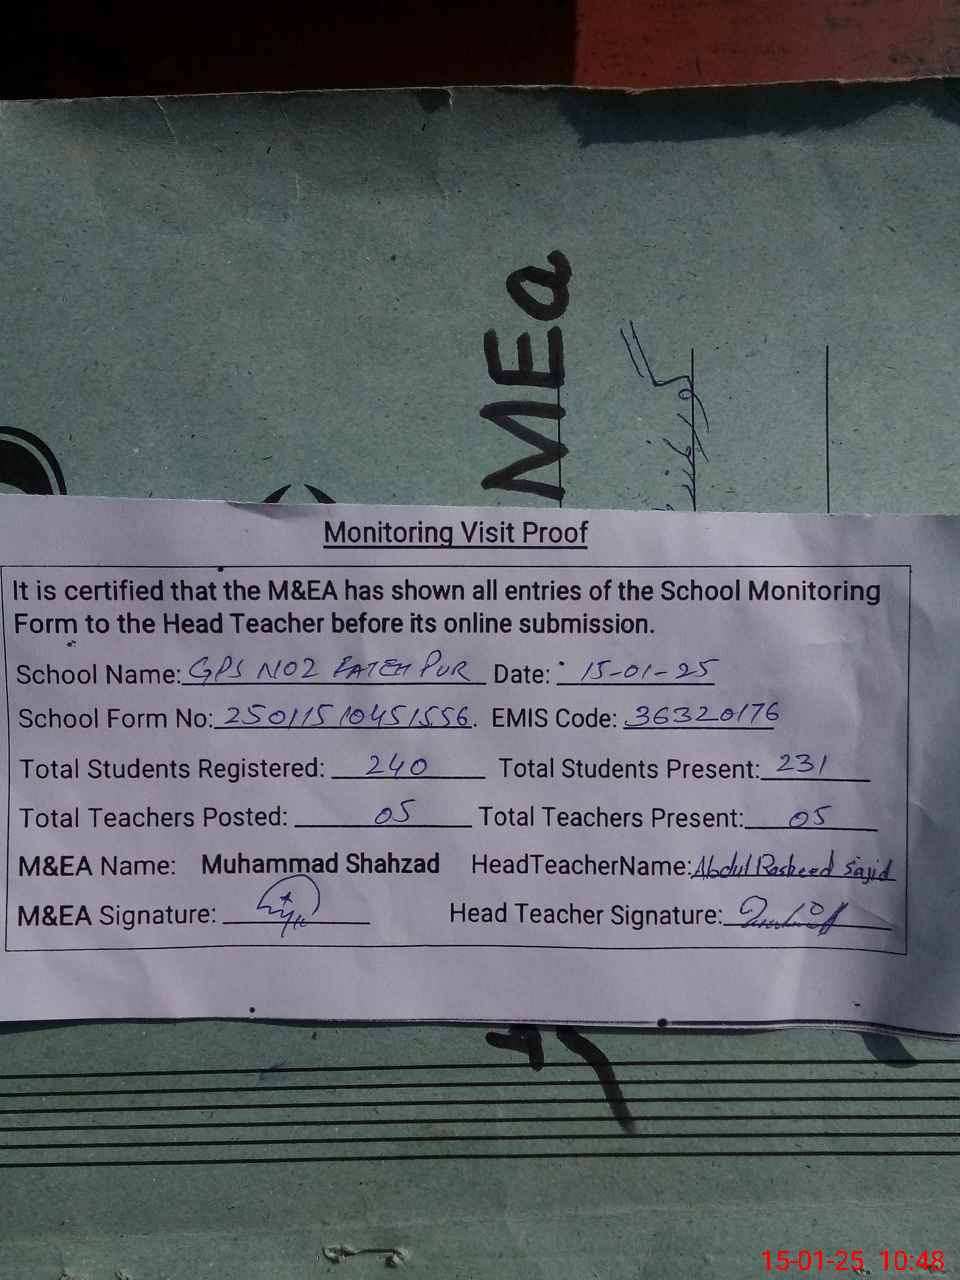 MEa
Monitoring Visit Proof
It is certified that the M&EA has shown all entries of the School Monitoring
Form to the Head Teacher before its online submission.
School Name: GPS NO2 FATEH PUR Date: 15-01-25
School Form No: 25011510451556. EMIS Code: 36320176
Total Students Registered: 240 Total Students Present: 231
Total Teachers Posted: 05 Total Teachers Present: 05
M&EA Name: Muhammad Shahzad HeadTeacherName: Abdul Rasheed Sajid
M&EA Signature: Head Teacher Signature:
15-01-25 10:48